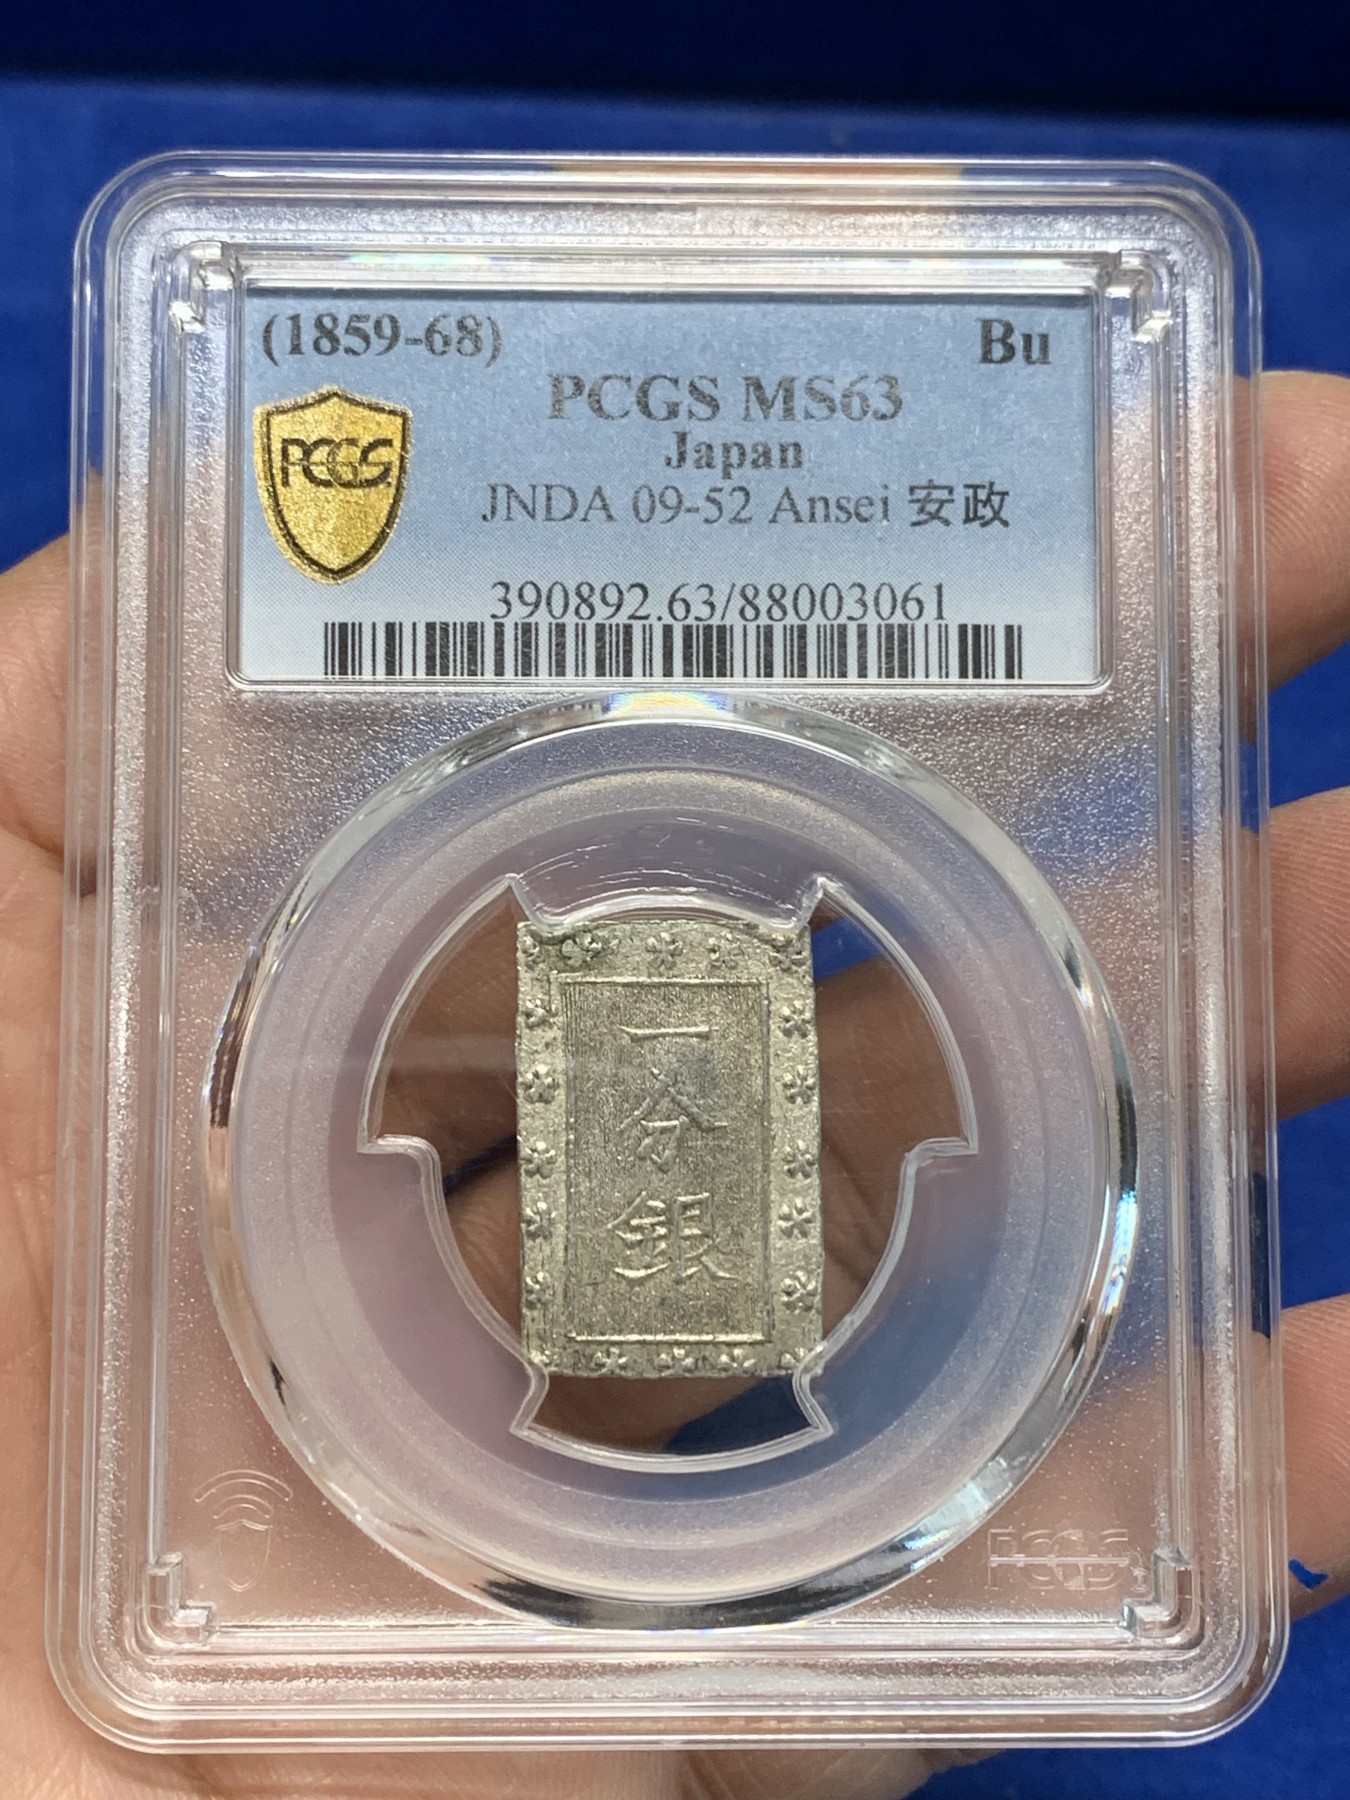 (1859-68) Bu
PCGS MS63
Japan
PCGS
JNDA 09-52 Ansei 安政
390892.63/88003061
一
分
銀
PCGS